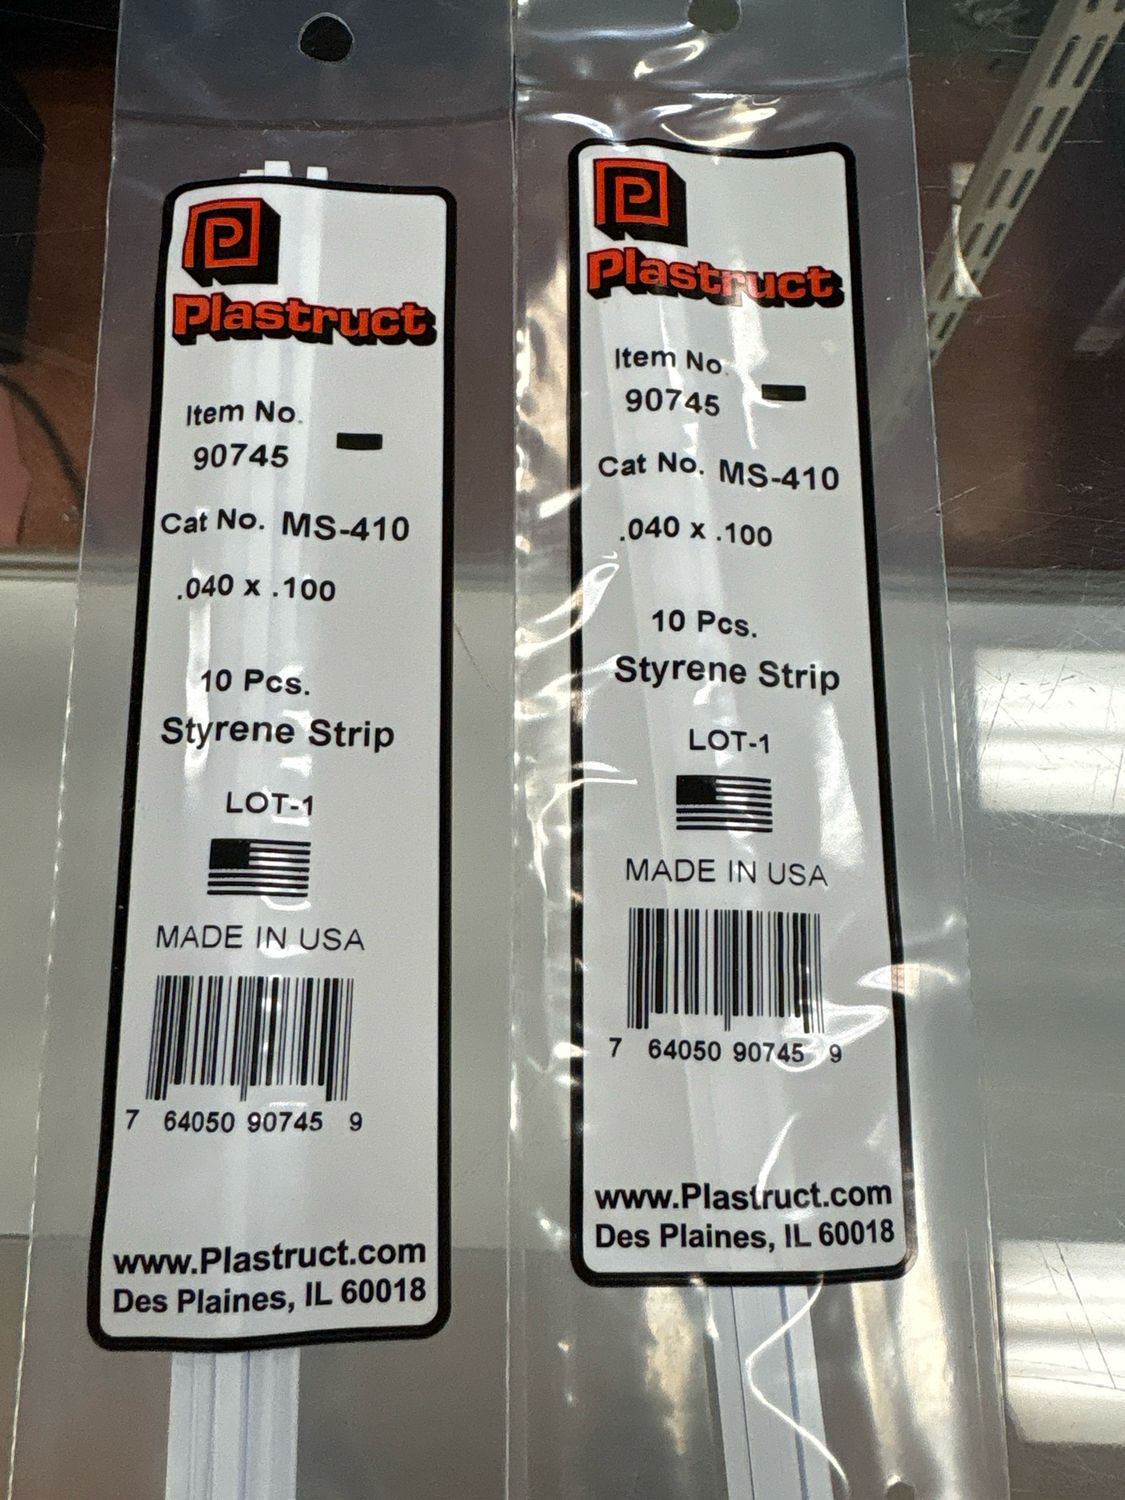 P
Plastruct
Item No.
90745
Cat No. MS-410
.040 x .100
10 Pcs.
Styrene Strip
LOT-1
MADE IN USA
7 64050 90745 9
www.Plastruct.com
Des Plaines, IL 60018
P
Plastruct
Item No.
90745
Cat No. MS-410
.040 x .100
10 Pcs.
Styrene Strip
LOT-1
MADE IN USA
7 64050 90745 9
www.Plastruct.com
Des Plaines, IL 60018